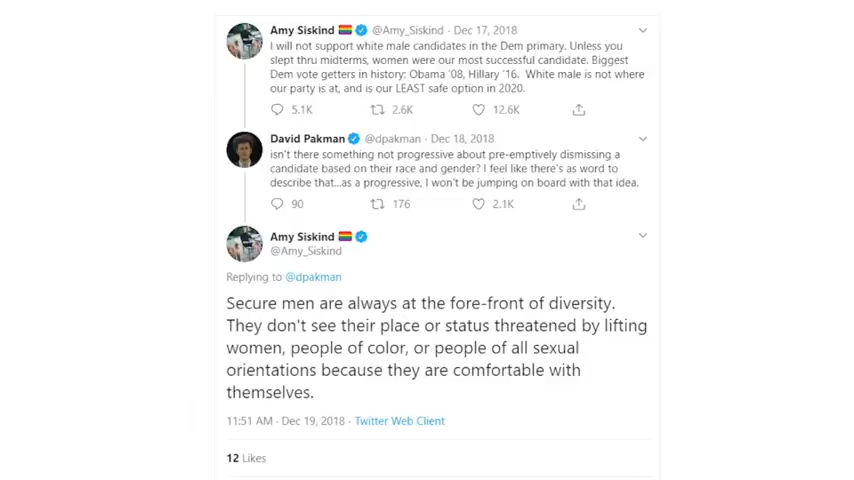 Amy Siskind 🏳️‍🌈 @Amy_Siskind · Dec 17, 2018
I will not support white male candidates in the Dem primary. Unless you
slept thru midterms, women were our most successful candidate. Biggest
Dem vote getters in history: Obama '08, Hillary '16. White male is not where
our party is at, and is our LEAST safe option in 2020.
5.1K 2.6K 12.6K
David Pakman @dpakman · Dec 18, 2018
isn't there something not progressive about pre-emptively dismissing a
candidate based on their race and gender? I feel like there's as word to
describe that...as a progressive, I won't be jumping on board with that idea.
90 176 2.1K
Amy Siskind 🏳️‍🌈
@Amy_Siskind
Replying to @dpakman
Secure men are always at the fore-front of diversity.
They don't see their place or status threatened by lifting
women, people of color, or people of all sexual
orientations because they are comfortable with
themselves.
11:51 AM · Dec 19, 2018 · Twitter Web Client
12 Likes